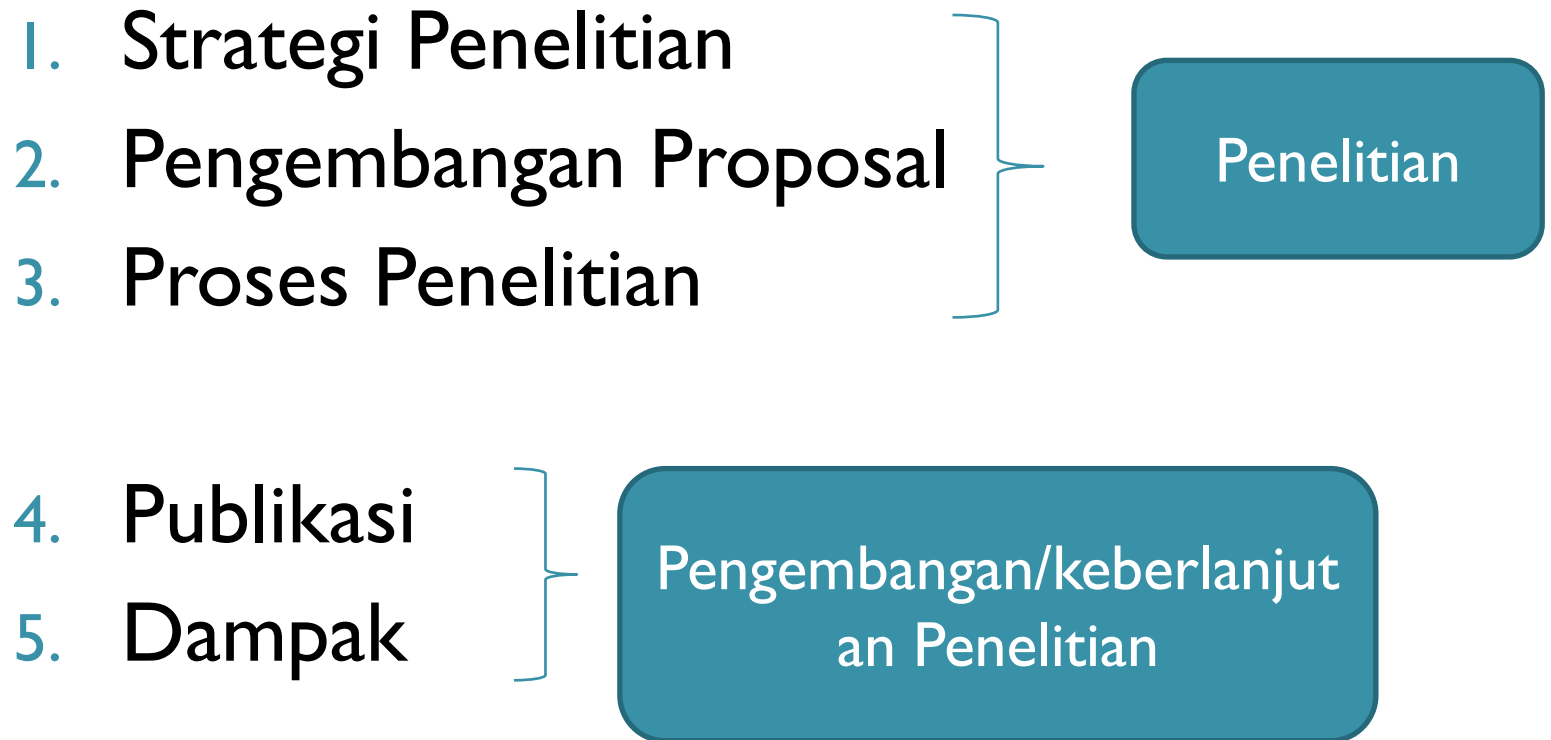 1. Strategi Penelitian
2. Pengembangan Proposal
3. Proses Penelitian
Penelitian
4. Publikasi
5. Dampak
Pengembangan/keberlanjut
an Penelitian